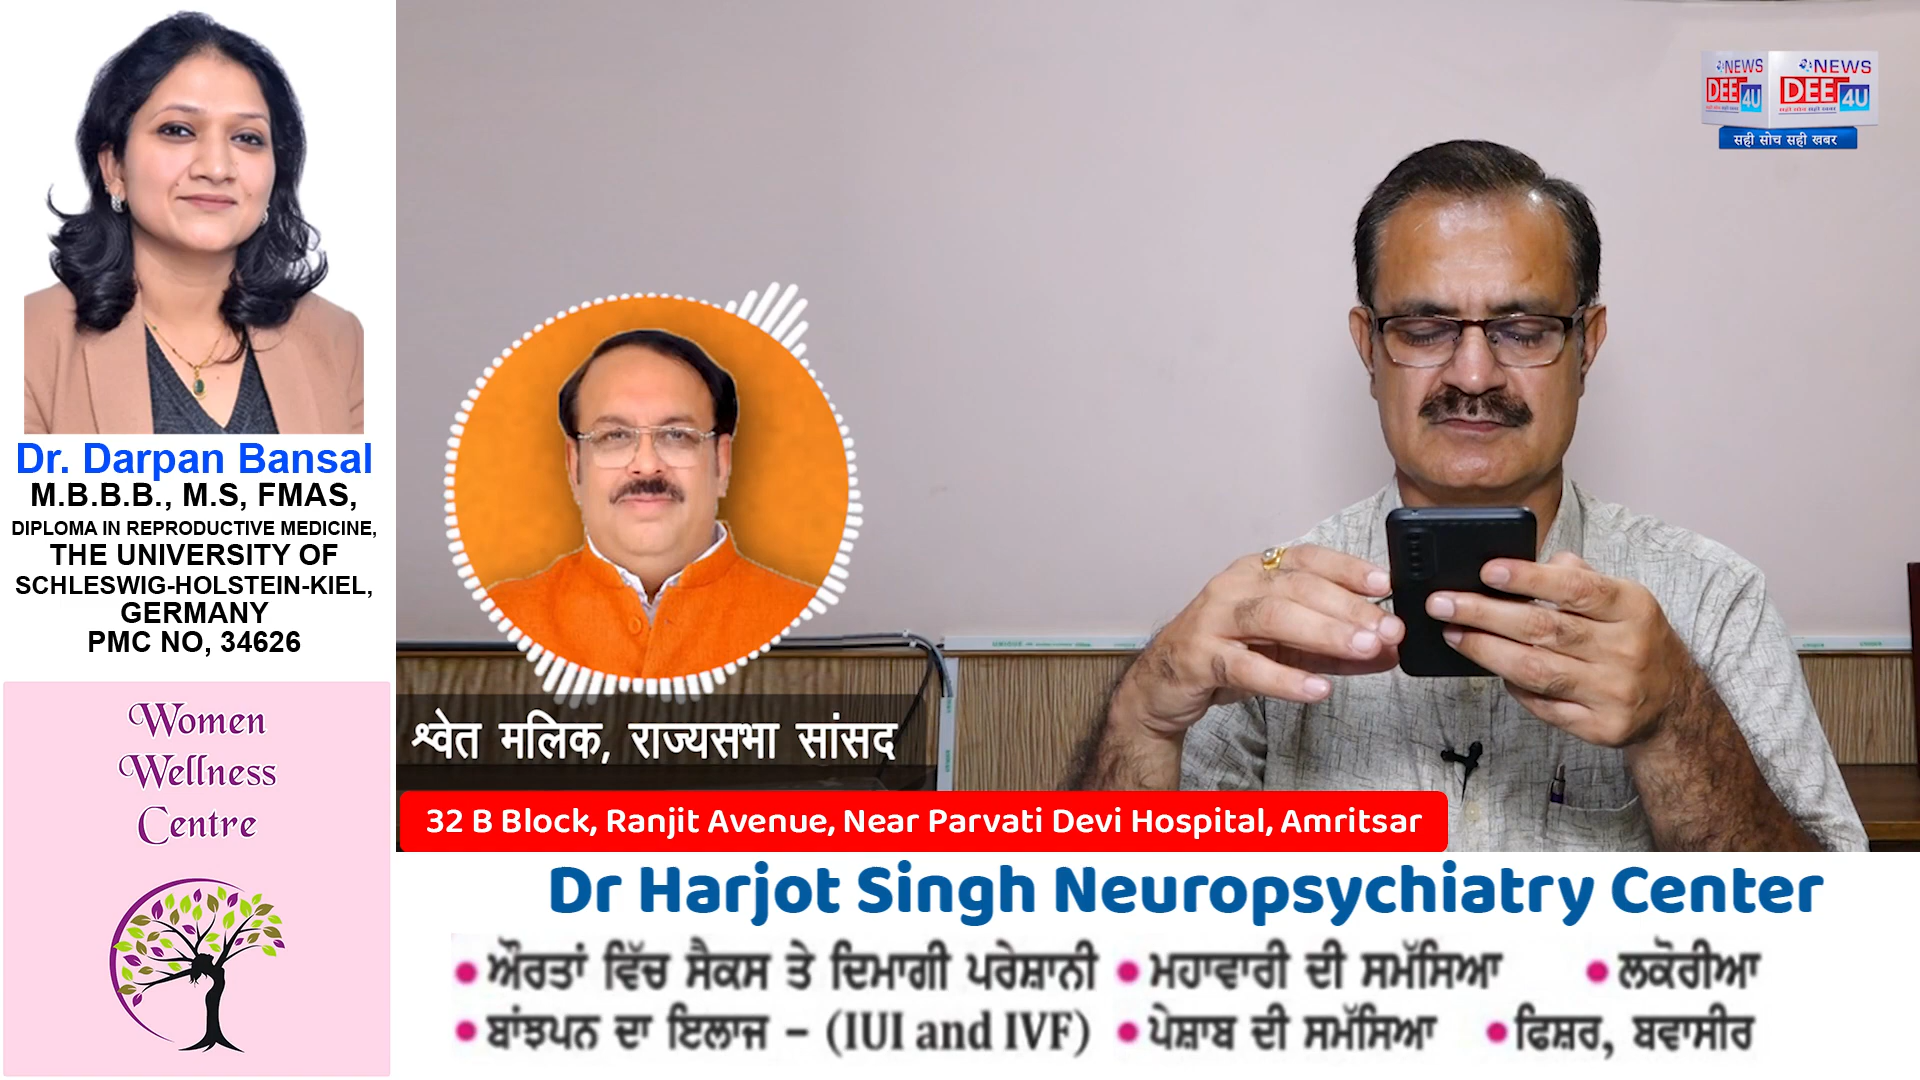 Dr. Darpan Bansal
M.B.B.B., M.S, FMAS,
DIPLOMA IN REPRODUCTIVE MEDICINE,
THE UNIVERSITY OF
SCHLESWIG-HOLSTEIN-KIEL,
GERMANY
PMC NO, 34626
Women
Wellness
Centre
NEWS
DEE
4U
NEWS
DEE
4U
सही सोच सही खबर
श्वेत मलिक, राज्यसभा सांसद
32 B Block, Ranjit Avenue, Near Parvati Devi Hospital, Amritsar
Dr Harjot Singh Neuropsychiatry Center
• ਔਰਤਾਂ ਵਿੱਚ ਸੈਕਸ ਤੇ ਦਿਮਾਗੀ ਪਰੇਸ਼ਾਨੀ • ਮਹਾਵਾਰੀ ਦੀ ਸਮੱਸਿਆ • ਲਕੋਰੀਆ
• ਬਾਂਝਪਨ ਦਾ ਇਲਾਜ – (IUI and IVF) • ਪੇਸ਼ਾਬ ਦੀ ਸਮੱਸਿਆ • ਫਿਸ਼ਰ, ਬਵਾਸੀਰ